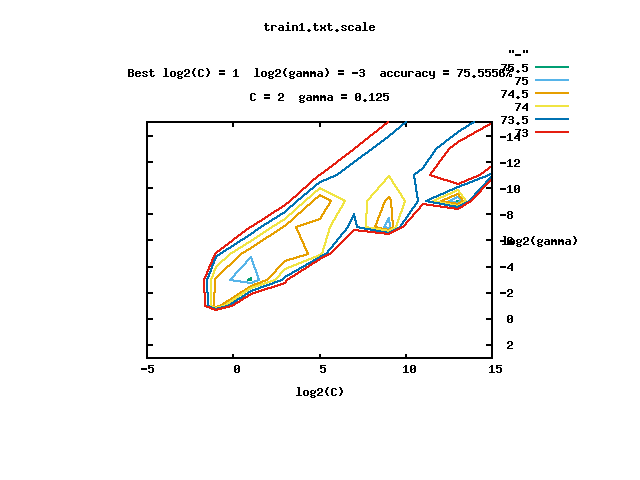 train1.txt.scale
"-"
Best log2(C) = 1  log2(gamma) = -3  accuracy = 75.5556%
75.5
75
C = 2  gamma = 0.125
74.5
74
73.5
73
-14
-12
-10
-8
-6
log2(gamma)
-4
-2
0
2
-5 0 5 10 15
log2(C)